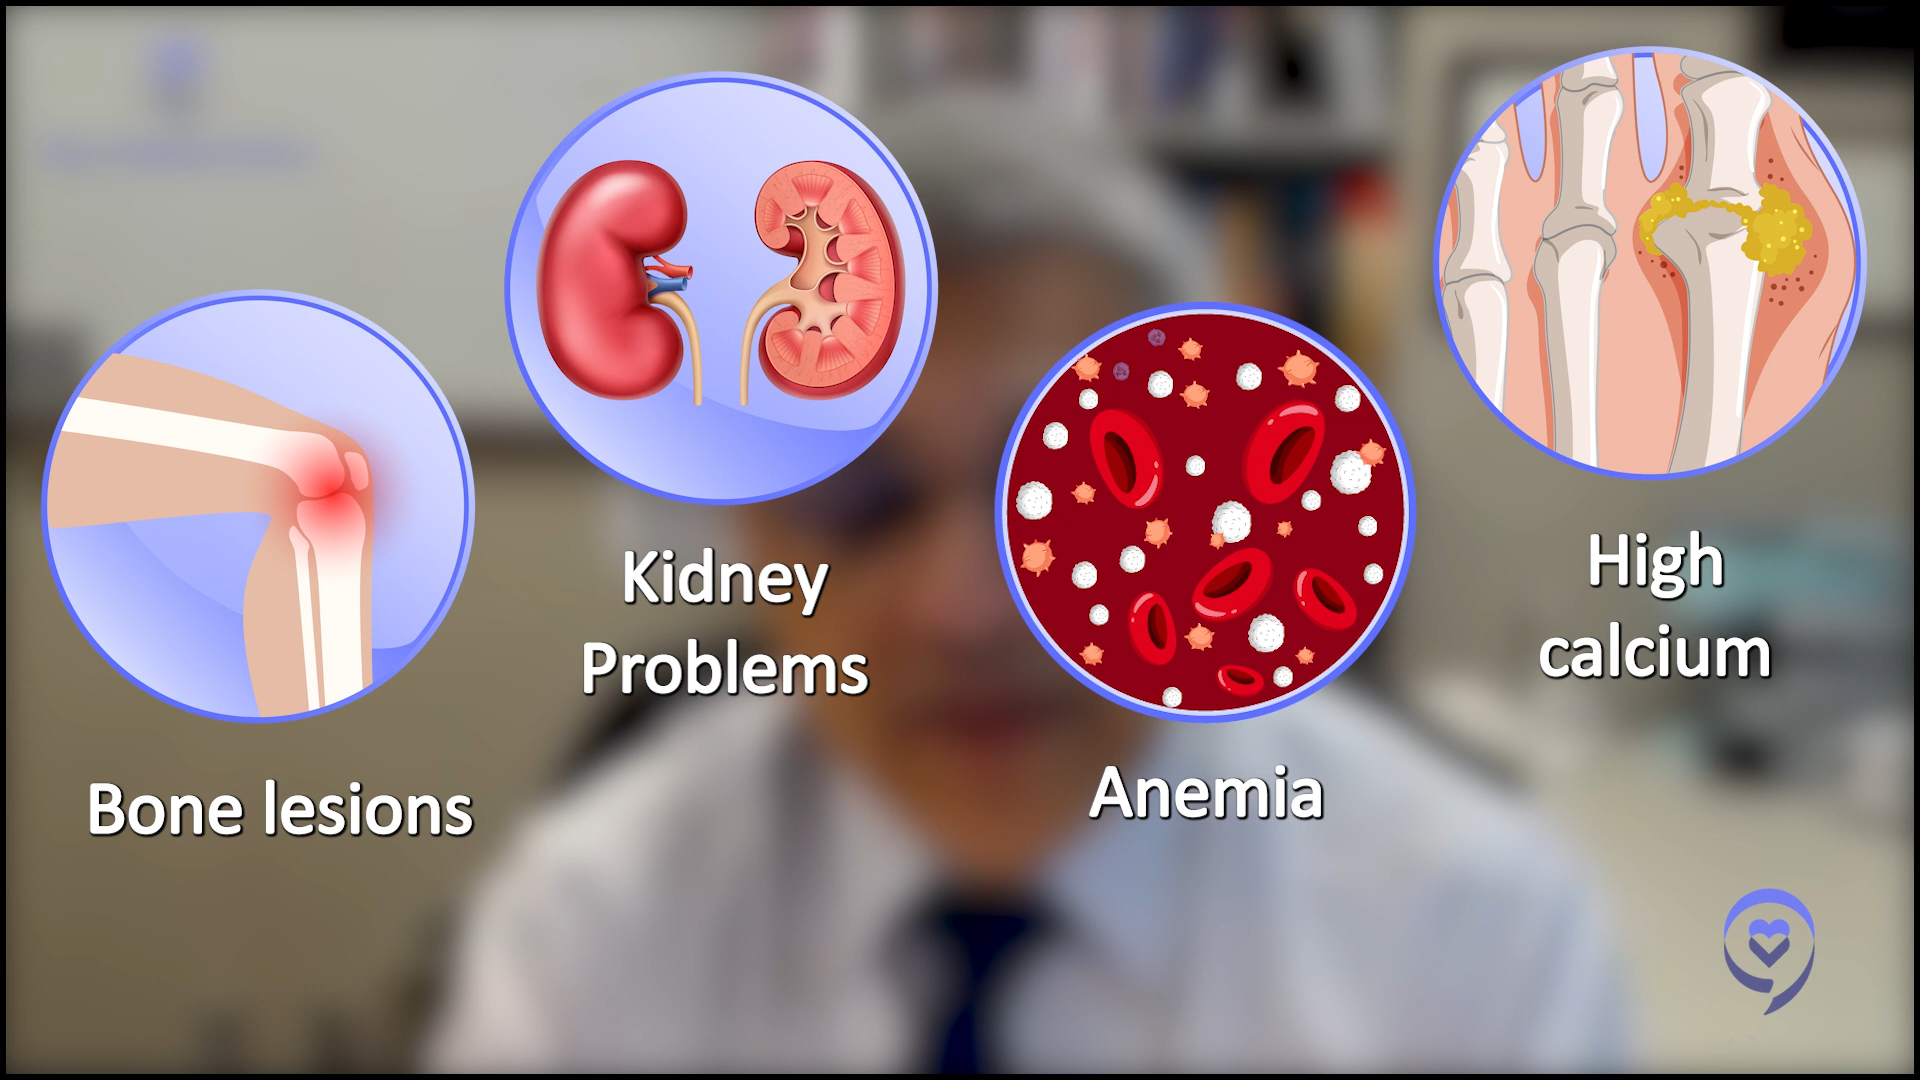 Bone lesions
Kidney
Problems
Anemia
High
calcium